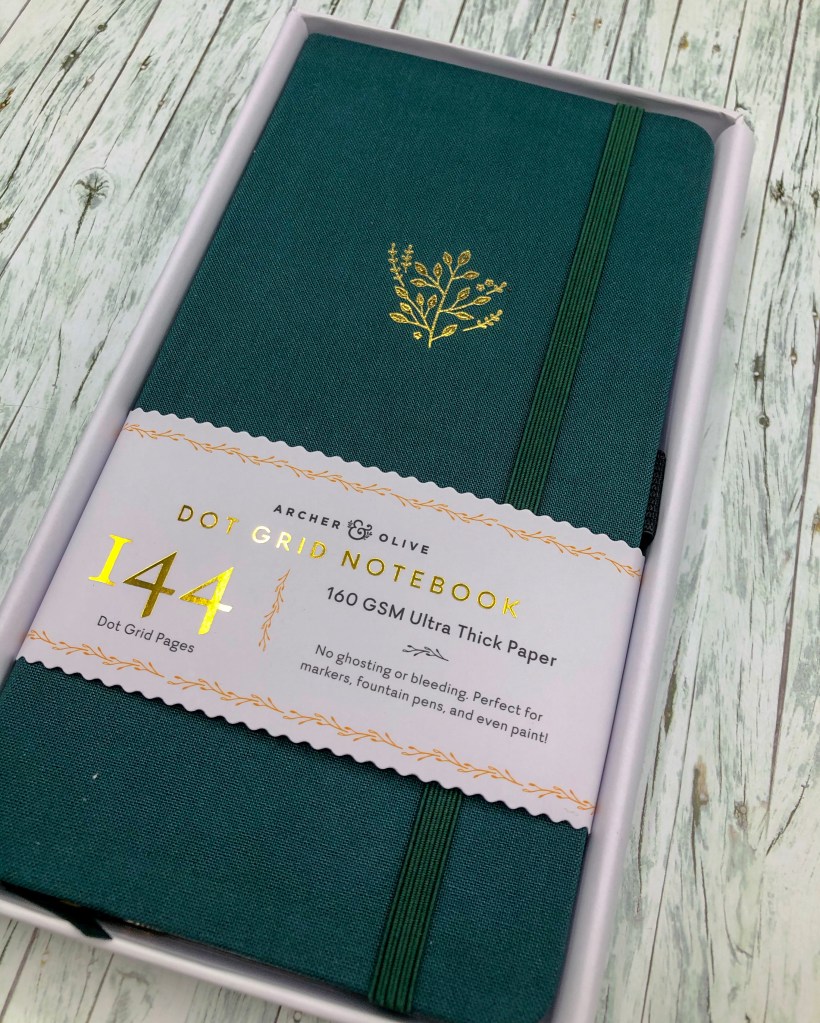 ARCHER & OLIVE
DOT GRID NOTEBOOK
144
Dot Grid Pages
160 GSM Ultra Thick Paper
No ghosting or bleeding. Perfect for
markers, fountain pens, and even paint!